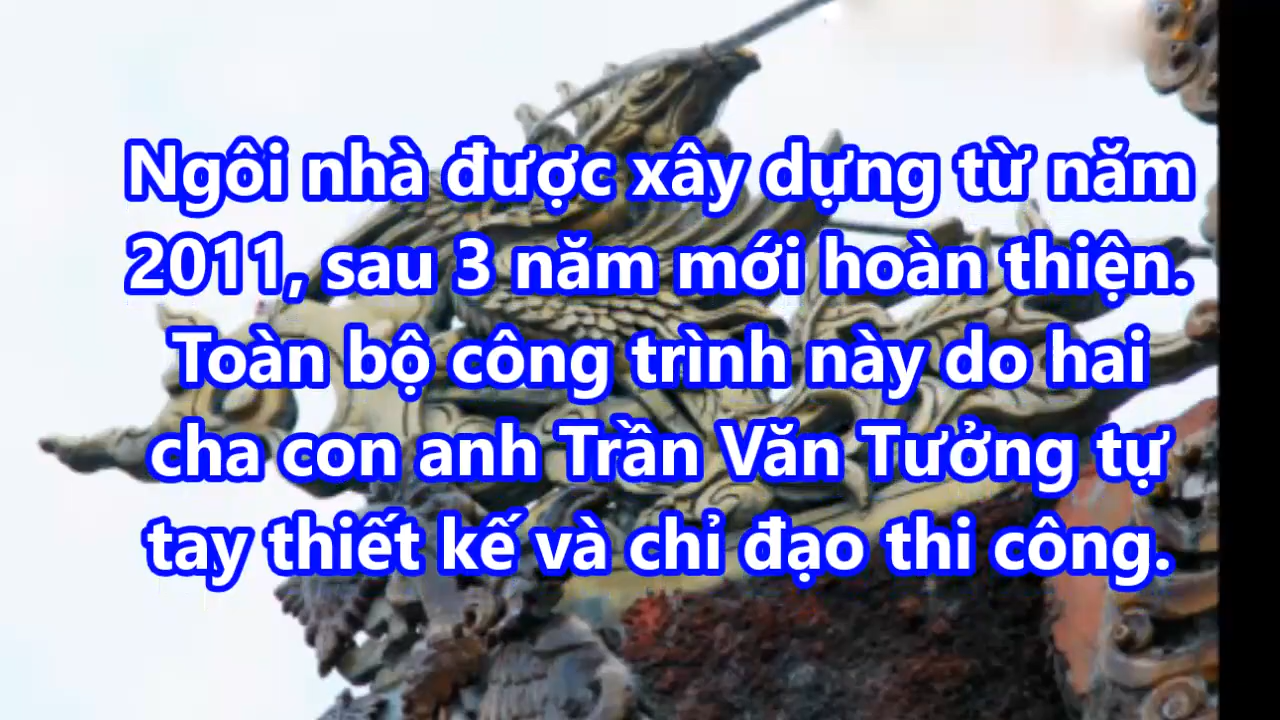 Ngôi nhà được xây dựng từ năm
2011, sau 3 năm mới hoàn thiện.
Toàn bộ công trình này do hai
cha con anh Trần Văn Tưởng tự
tay thiết kế và chỉ đạo thi công.